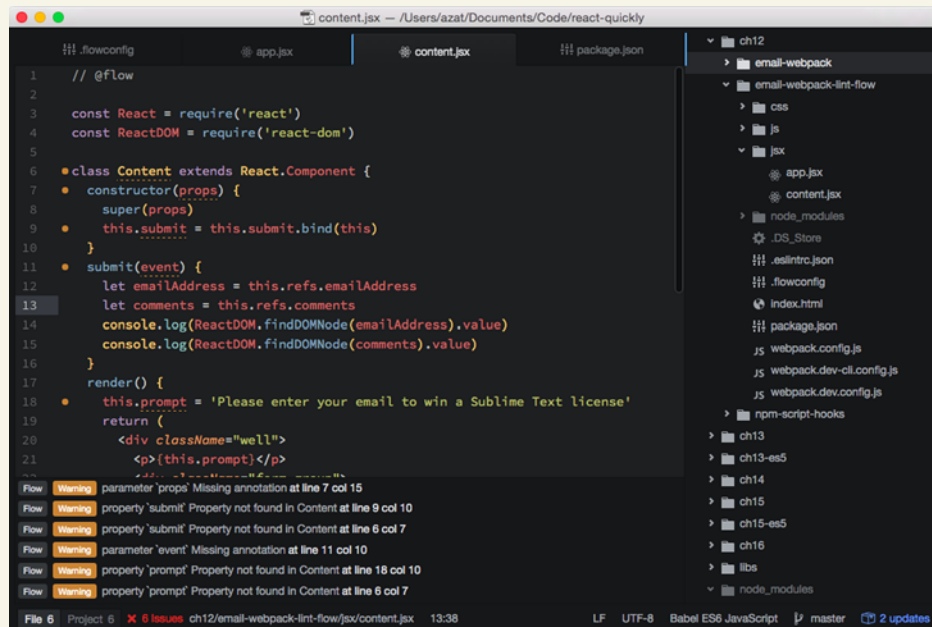 content.jsx — /Users/azat/Documents/Code/react-quickly
.flowconfig
app.jsx
content.jsx
package.json
1 // @flow
2
3 const React = require('react')
4 const ReactDOM = require('react-dom')
5
6 class Content extends React.Component {
7 constructor(props) {
8 super(props)
9 this.submit = this.submit.bind(this)
10 }
11 submit(event) {
12 let emailAddress = this.refs.emailAddress
13 let comments = this.refs.comments
14 console.log(ReactDOM.findDOMNode(emailAddress).value)
15 console.log(ReactDOM.findDOMNode(comments).value)
16 }
17 render() {
18 this.prompt = 'Please enter your email to win a Sublime Text license'
19 return (
20 <div className="well">
21 <p>{this.prompt}</p>
Flow Warning parameter `props` Missing annotation at line 7 col 15
Flow Warning property `submit` Property not found in Content at line 9 col 10
Flow Warning property `submit` Property not found in Content at line 6 col 7
Flow Warning parameter `event` Missing annotation at line 11 col 10
Flow Warning property `prompt` Property not found in Content at line 18 col 10
Flow Warning property `prompt` Property not found in Content at line 6 col 7
ch12
email-webpack
email-webpack-lint-flow
css
js
jsx
app.jsx
content.jsx
node_modules
.DS_Store
.eslintrc.json
.flowconfig
index.html
package.json
JS webpack.config.js
JS webpack.dev-cli.config.js
JS webpack.dev.config.js
npm-script-hooks
ch13
ch13-es5
ch14
ch15
ch15-es5
ch16
libs
node_modules
File 6 Project 6 6 Issues ch12/email-webpack-lint-flow/jsx/content.jsx 13:38 LF UTF-8 Babel ES6 JavaScript master 2 updates